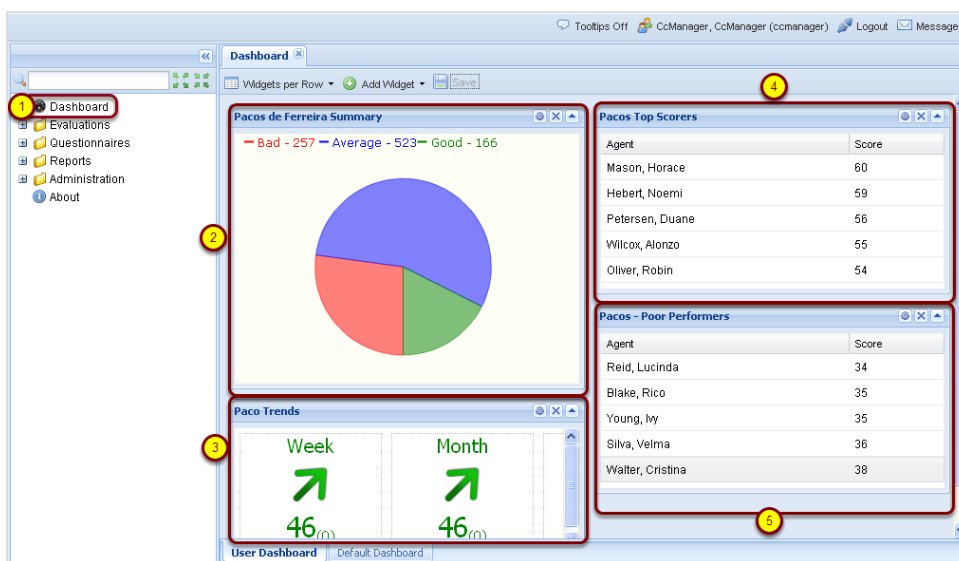 Tooltips Off CcManager, CcManager (ccmanager) Logout Message
Dashboard
Widgets per Row Add Widget Save
1 Dashboard
Evaluations
Questionnaires
Reports
Administration
About
2
Pacos de Ferreira Summary
Bad - 257 Average - 523 Good - 166
3
Paco Trends
Week Month
46(0) 46(0)
4
Pacos Top Scorers
Agent Score
Mason, Horace 60
Hebert, Noemi 59
Petersen, Duane 56
Wilcox, Alonzo 55
Oliver, Robin 54
Pacos - Poor Performers
Agent Score
Reid, Lucinda 34
Blake, Rico 35
Young, Ivy 35
Silva, Velma 36
Walter, Cristina 38
5
User Dashboard Default Dashboard